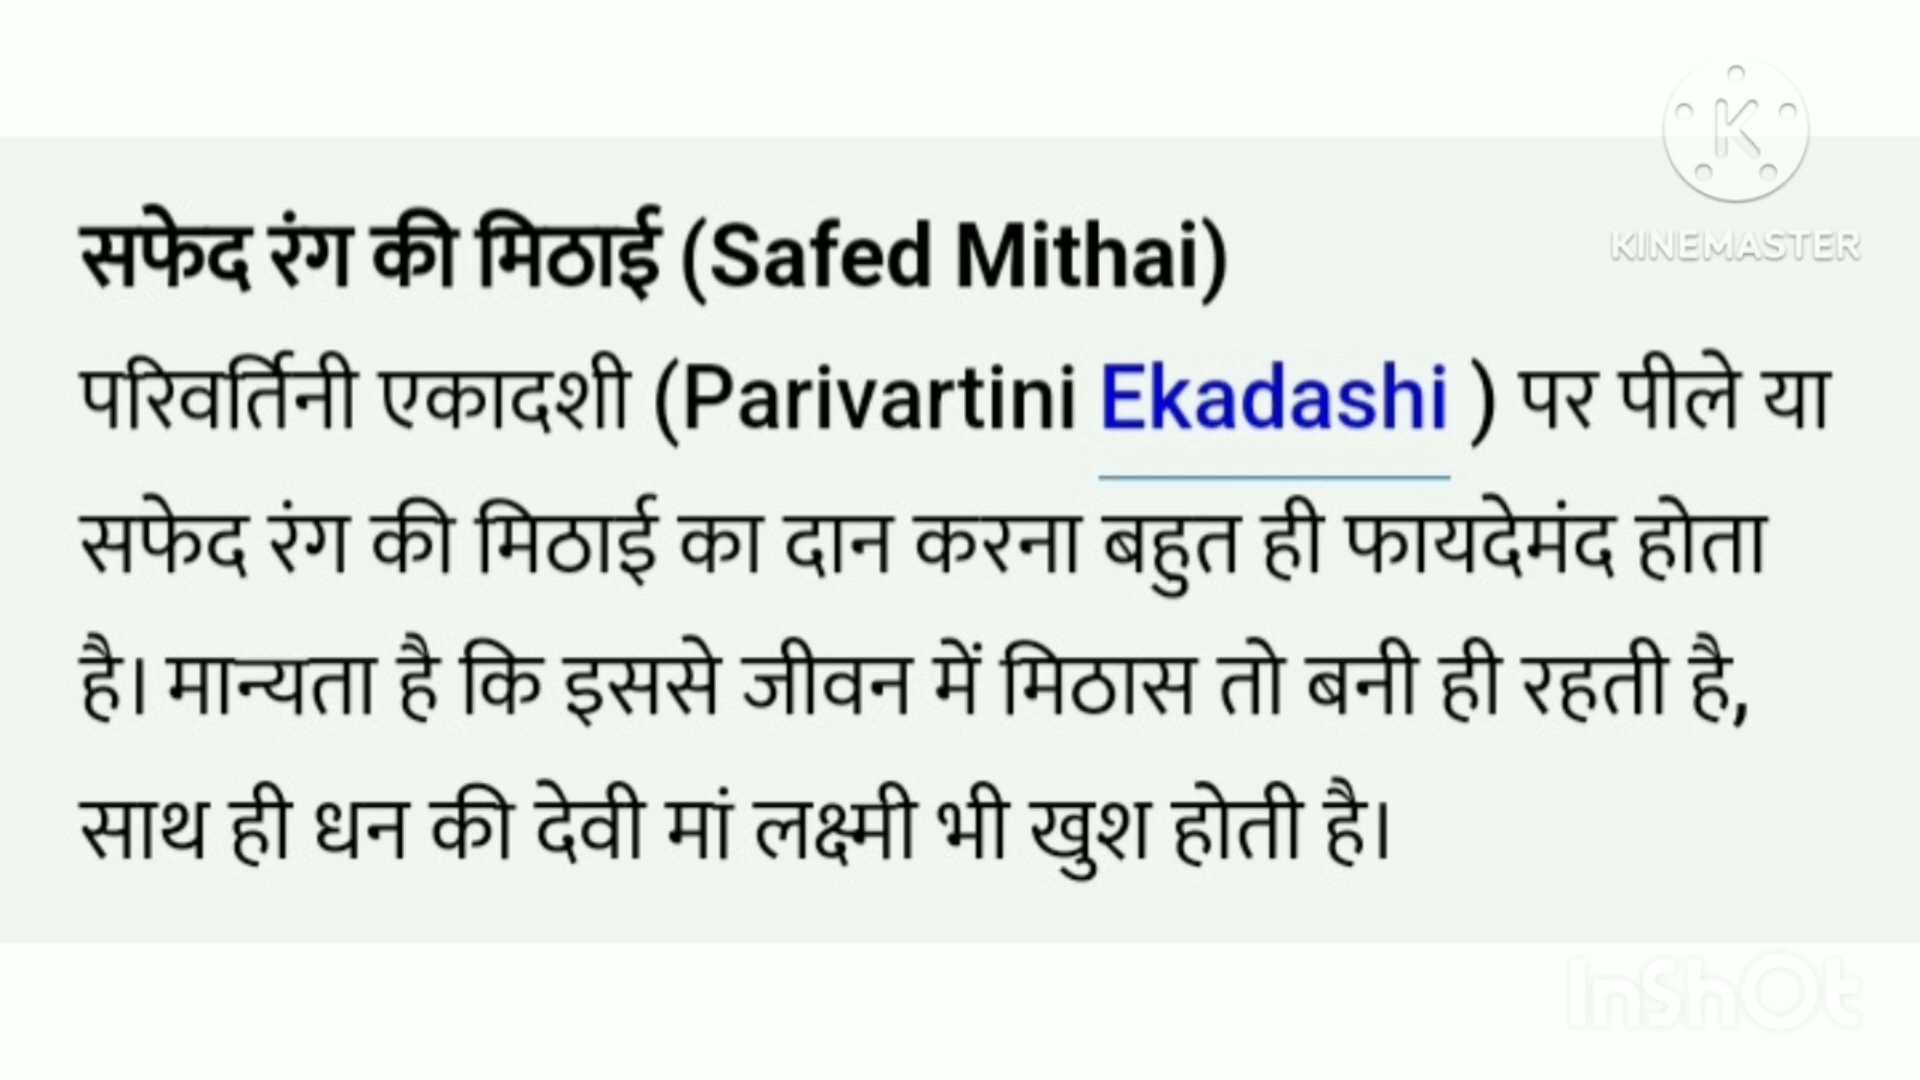 सफेद रंग की मिठाई (Safed Mithai)
परिवर्तिनी एकादशी (Parivartini Ekadashi ) पर पीले या
सफेद रंग की मिठाई का दान करना बहुत ही फायदेमंद होता
है। मान्यता है कि इससे जीवन में मिठास तो बनी ही रहती है,
साथ ही धन की देवी मां लक्ष्मी भी खुश होती है।
K
KINEMASTER
InShOt